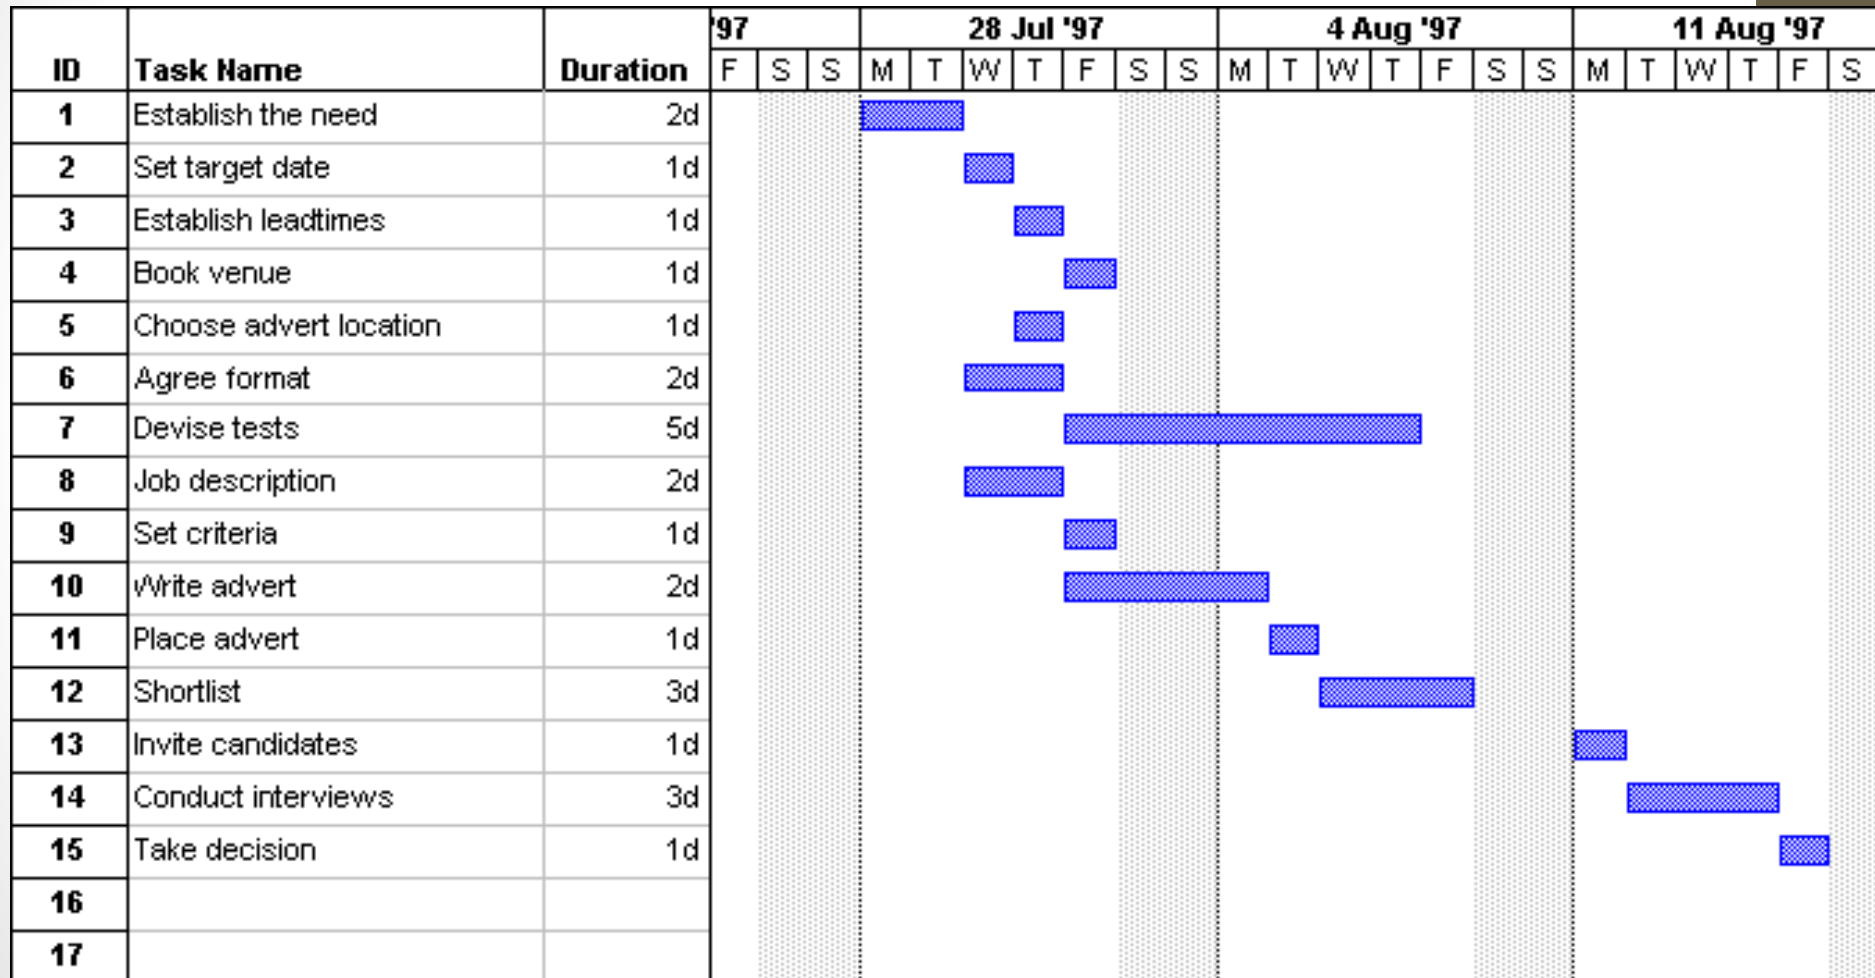 '97 28 Jul '97 4 Aug '97 11 Aug '97
ID Task Name Duration F S S M T W T F S S M T W T F S S M T W T F S
1 Establish the need 2d
2 Set target date 1d
3 Establish leadtimes 1d
4 Book venue 1d
5 Choose advert location 1d
6 Agree format 2d
7 Devise tests 5d
8 Job description 2d
9 Set criteria 1d
10 Write advert 2d
11 Place advert 1d
12 Shortlist 3d
13 Invite candidates 1d
14 Conduct interviews 3d
15 Take decision 1d
16
17